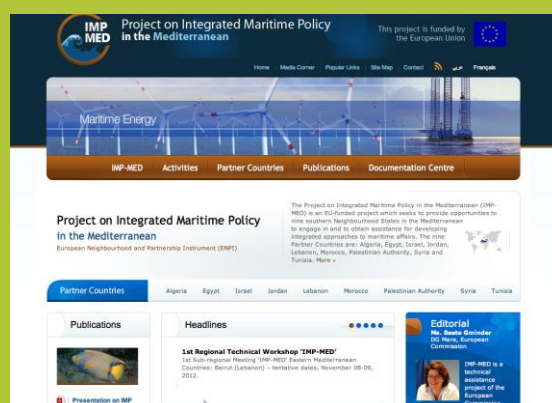 IMP
MED
Project on Integrated Maritime Policy
in the Mediterranean
This project is funded by
the European Union
Home Media Corner Popular Links Site Map Contact عربي Français
Maritime Energy
IMP-MED Activities Partner Countries Publications Documentation Centre
Project on Integrated Maritime Policy
in the Mediterranean
European Neighbourhood and Partnership Instrument (ENPI)
The Project on Integrated Maritime Policy in the Mediterranean (IMP-
MED) is an EU-funded project which seeks to provide opportunities to
nine southern Neighbourhood States in the Mediterranean
to engage in and to obtain assistance for developing
integrated approaches to maritime affairs. The nine
Partner Countries are: Algeria, Egypt, Israel, Jordan,
Lebanon, Morocco, Palestinian Authority, Syria and
Tunisia. More »
Partner Countries Algeria Egypt Israel Jordan Lebanon Morocco Palestinian Authority Syria Tunisia
Publications
Presentation on IMP
Headlines
1st Regional Technical Workshop 'IMP-MED'
1st Sub-regional Meeting 'IMP-MED' Eastern Mediterranean
Countries: Beirut (Lebanon) – tentative dates, November 08-09,
2012.
Editorial
Ms. Beate Gminder
DG Mare, European
Commission
IMP-MED is a
technical
assistance
project of the
European
Commission